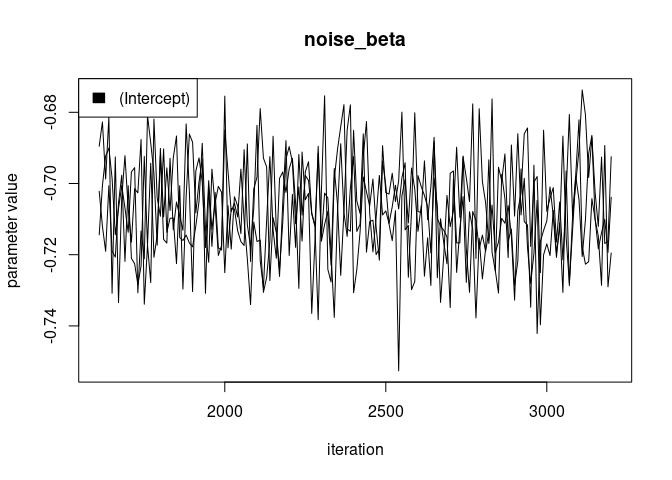 noise_beta
(Intercept)
parameter value
-0.68
-0.70
-0.72
-0.74
2000
2500
3000
iteration